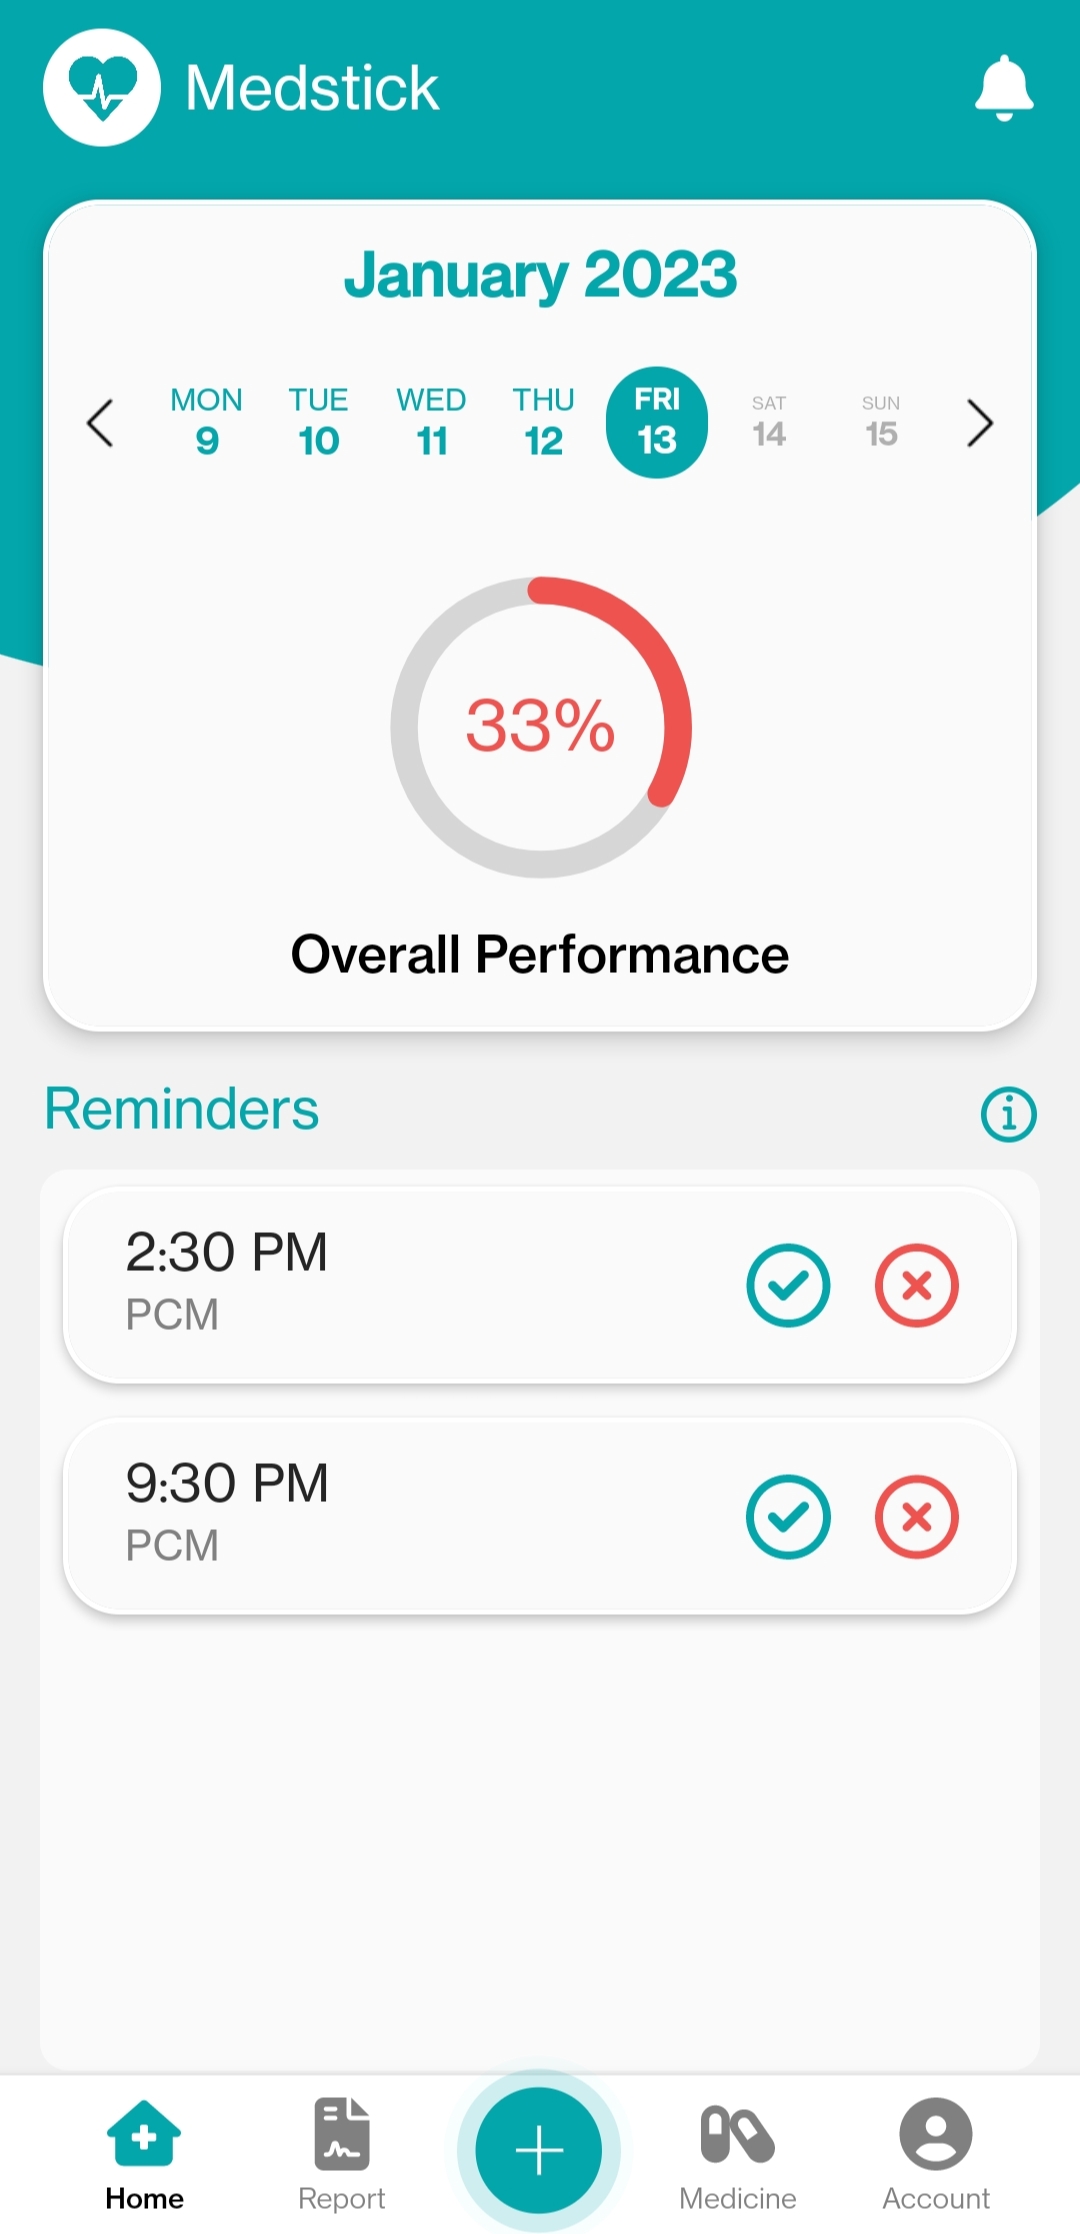 Medstick
January 2023
MON TUE WED THU FRI SAT SUN
9 10 11 12 13 14 15
33%
Overall Performance
Reminders
2:30 PM
PCM
9:30 PM
PCM
Home Report Medicine Account